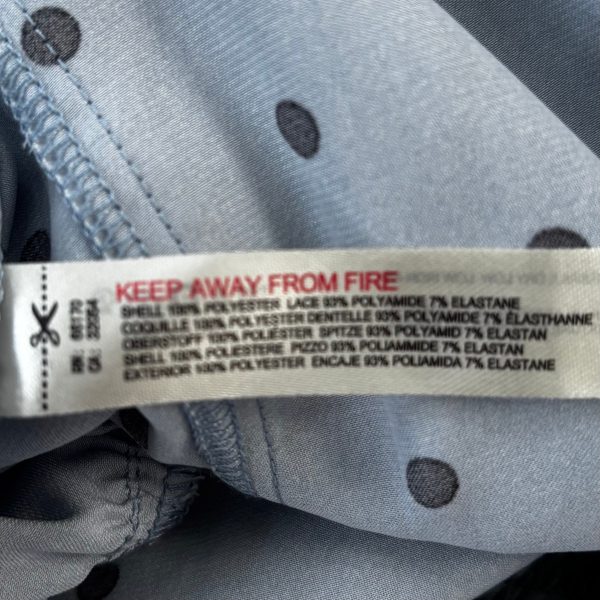 KEEP AWAY FROM FIRE
SHELL 100% POLYESTER LACE 93% POLYAMIDE 7% ELASTANE
COQUILLE 100% POLYESTER DENTELLE 93% POLYAMIDE 7% ÉLASTHANNE
OBERSTOFF 100% POLIÉSTER SPITZE 93% POLYAMID 7% ELASTAN
SHELL 100% POLIESTERE PIZZO 93% POLIAMMIDE 7% ELASTAN
EXTERIOR 100% POLYESTER ENCAJE 93% POLIAMIDA 7% ELASTANE